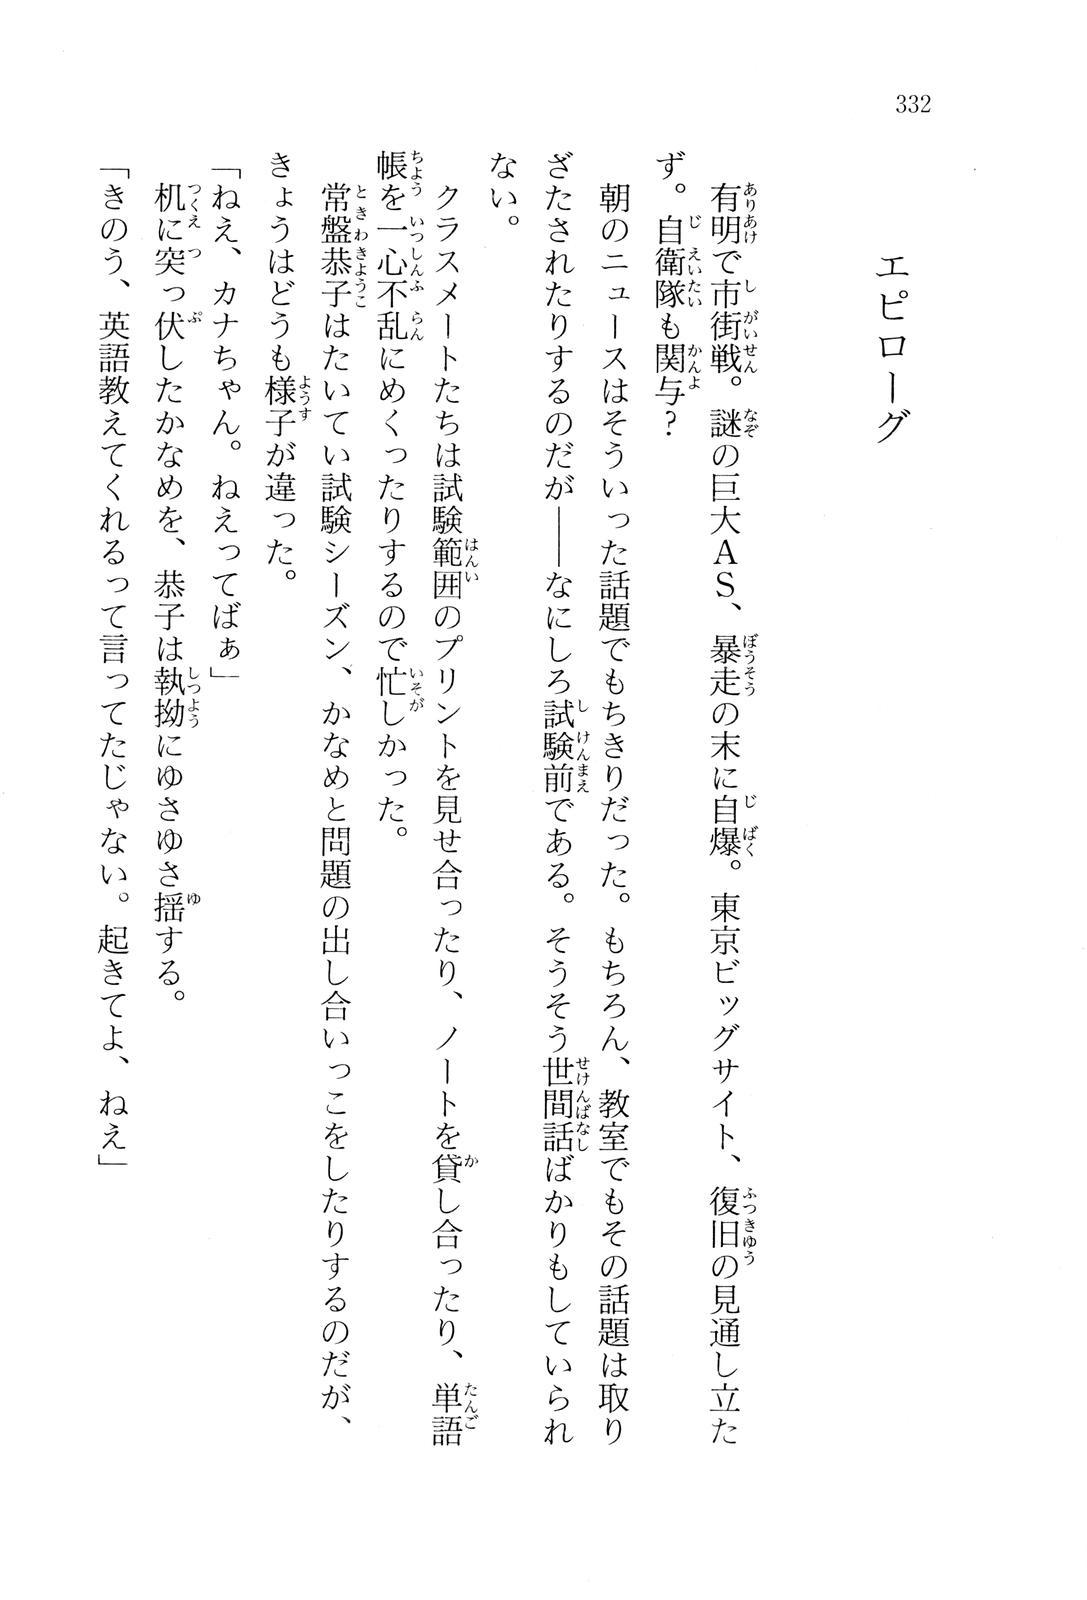 332
エピローグ
有明で市街戦。謎の巨大ＡＳ、暴走の末に自爆。東京ビッグサイト、復旧の見通し立た
ず。自衛隊も関与？
朝のニュースはそういった話題でもちきりだった。もちろん、教室でもその話題は取り
ざたされたりするのだが――なにしろ試験前である。そうそう世間話ばかりもしていられ
ない。
クラスメートたちは試験範囲のプリントを見せ合ったり、ノートを貸し合ったり、単語
帳を一心不乱にめくったりするので忙しかった。
常盤恭子はたいてい試験シーズン、かなめと問題の出し合いっこをしたりするのだが、
きょうはどうも様子が違った。
「ねえ、カナちゃん。ねえってばぁ」
机に突っ伏したかなめを、恭子は執拗にゆさゆさ揺する。
「きのう、英語教えてくれるって言ってたじゃない。起きてよ、ねえ」